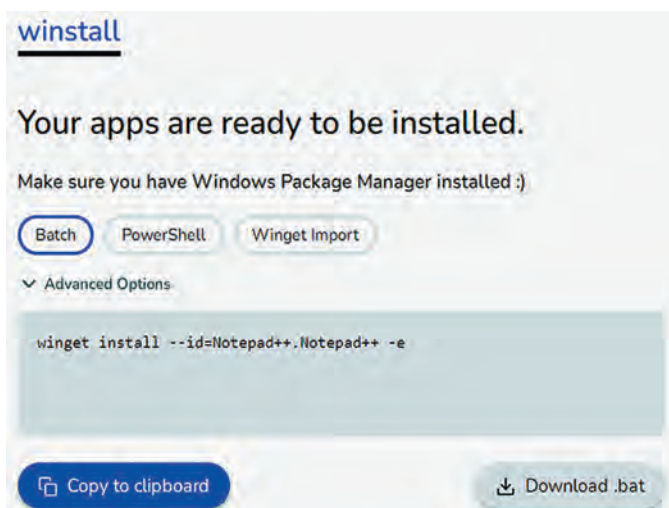 winstall
Your apps are ready to be installed.
Make sure you have Windows Package Manager installed :)
Batch PowerShell Winget Import
Advanced Options
winget install --id=Notepad++.Notepad++ -e
Copy to clipboard Download .bat